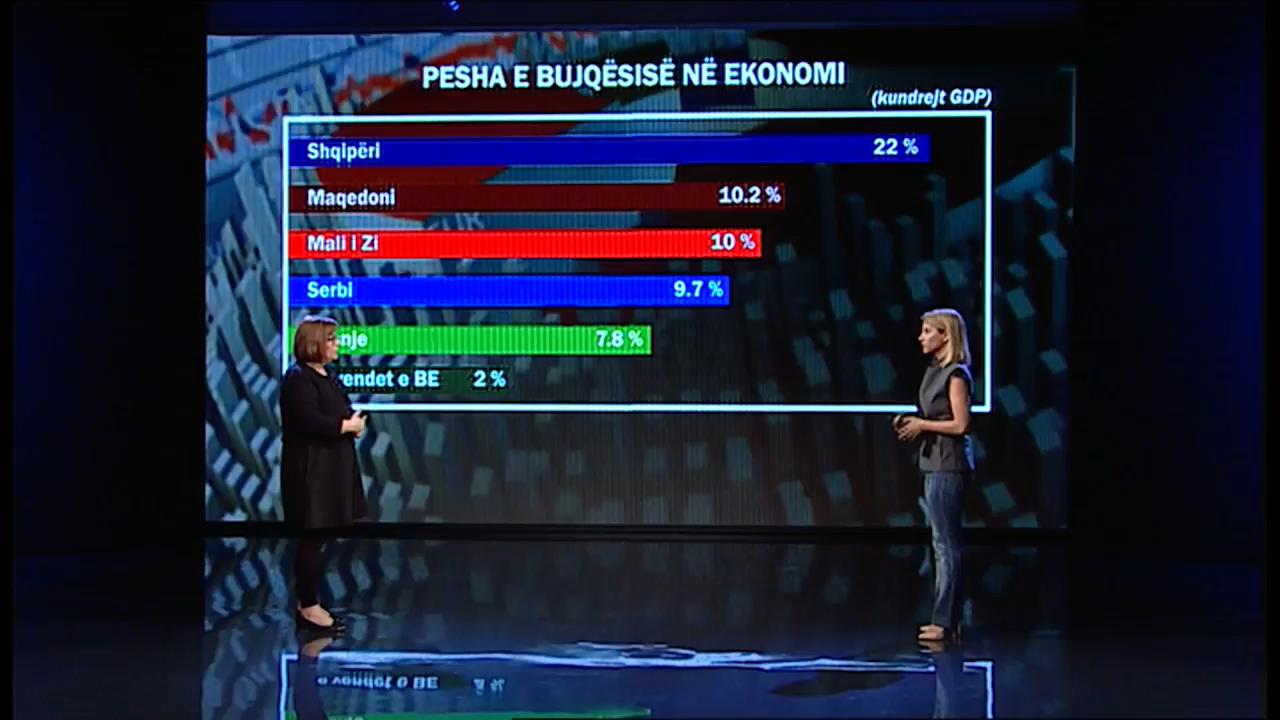 PESHA E BUJQËSISË NË EKONOMI
(kundrejt GDP)
Shqipëri 22 %
Maqedoni 10.2 %
Mali i Zi 10 %
Serbi 9.7 %
7.8 %
e BE 2 %